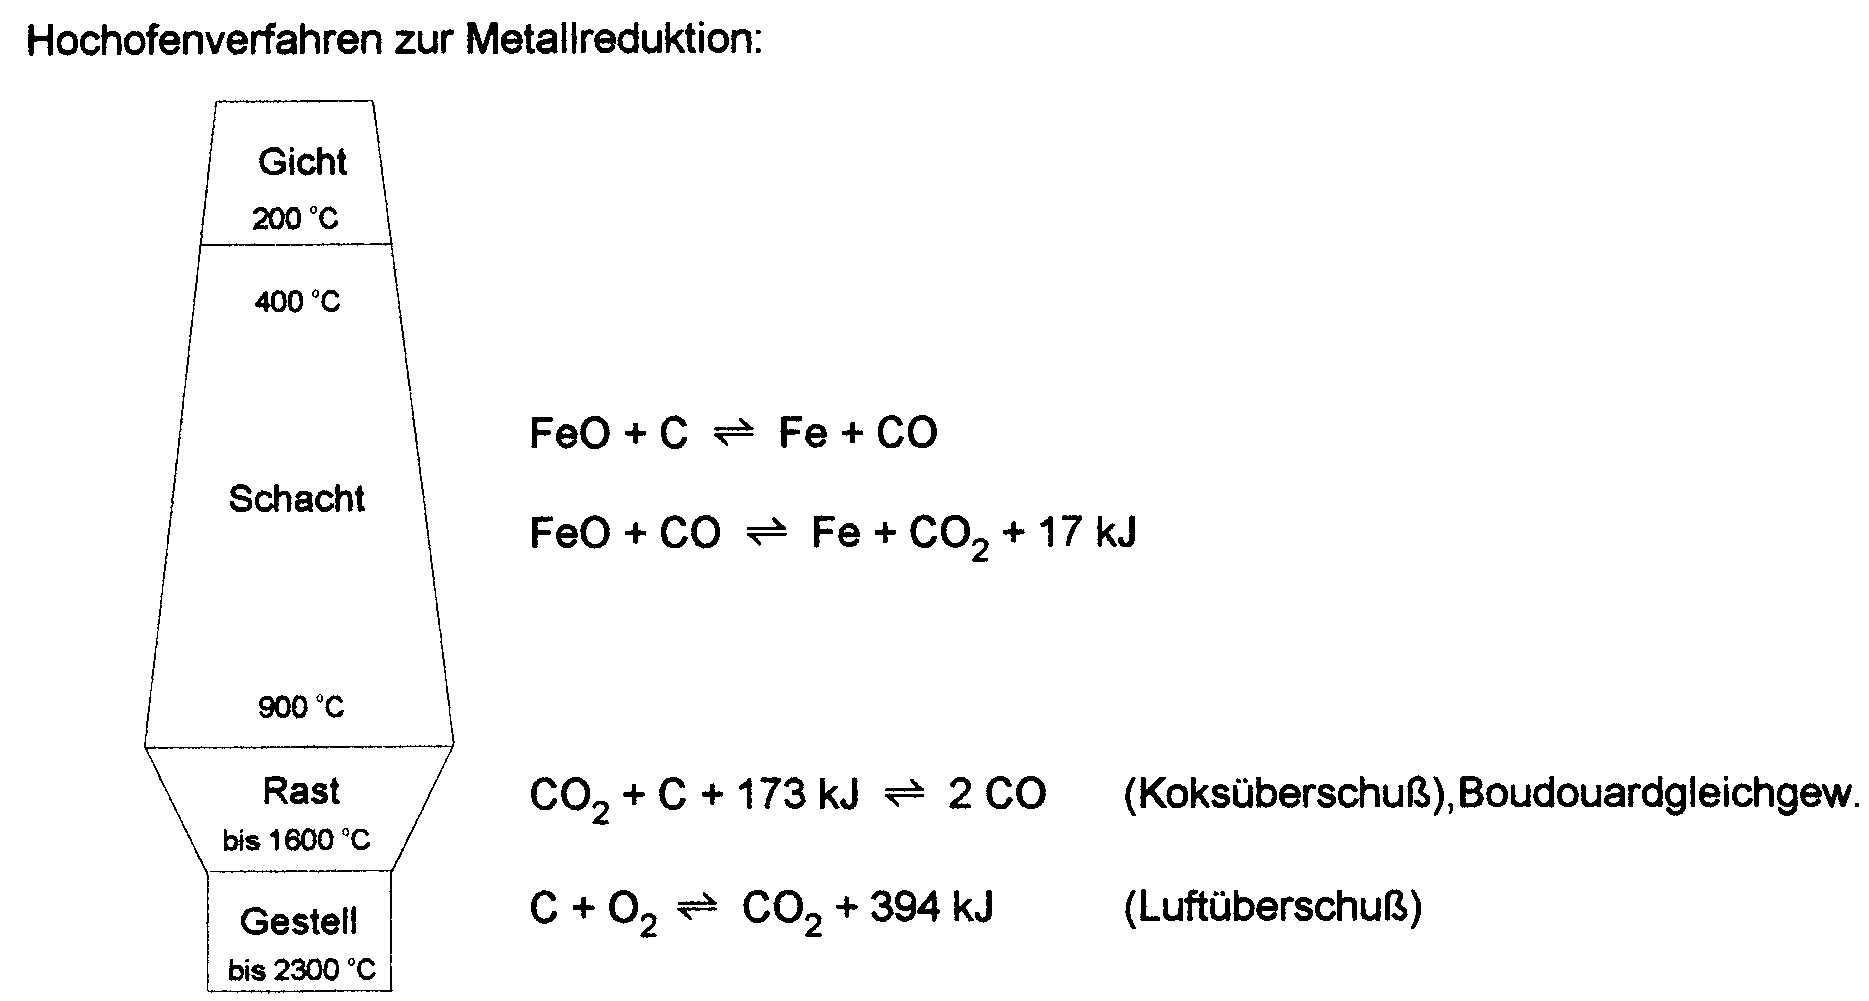 Hochofenverfahren zur Metallreduktion:
Gicht
200 °C
400 °C
FeO + C ⇌ Fe + CO
Schacht
FeO + CO ⇌ Fe + CO₂ + 17 kJ
900 °C
Rast
CO₂ + C + 173 kJ ⇌ 2 CO (Koksüberschuß),Boudouardgleichgew.
bis 1600 °C
C + O₂ ⇌ CO₂ + 394 kJ (Luftüberschuß)
Gestell
bis 2300 °C